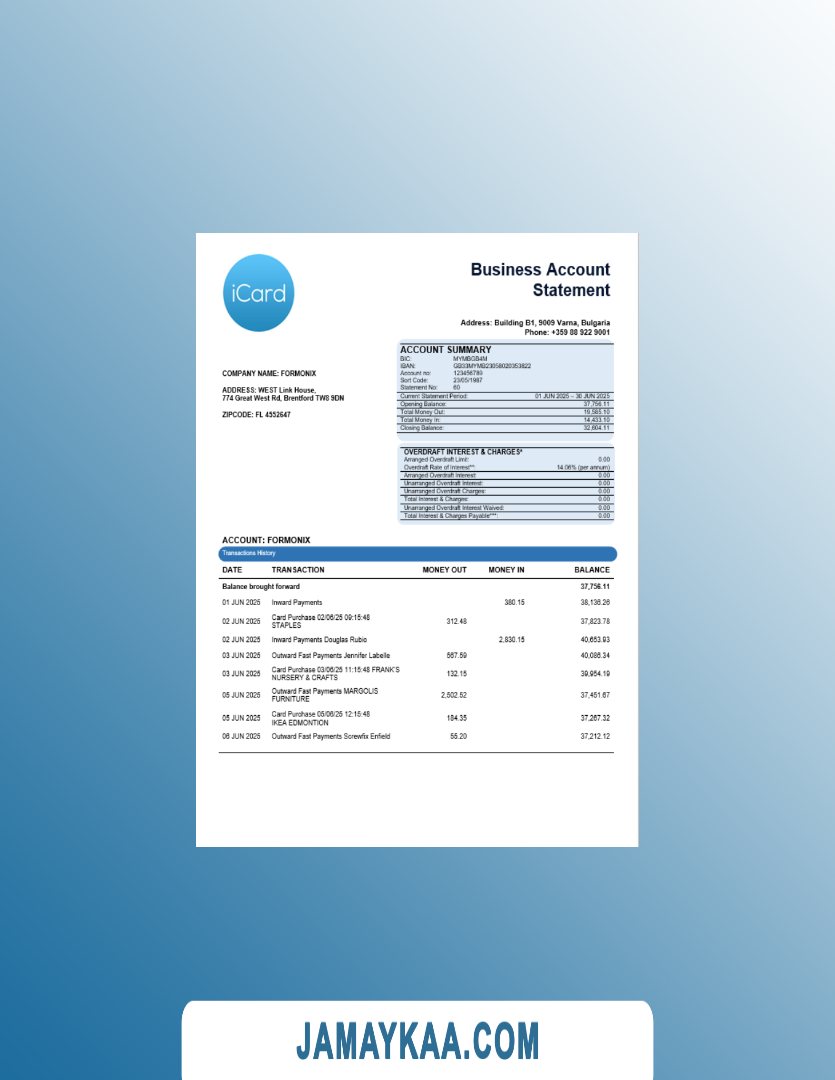 iCard
Business Account
Statement
Address: Building B1, 9009 Varna, Bulgaria
Phone: +359 88 922 9001
COMPANY NAME: FORMONIX
ADDRESS: WEST Link House,
774 Great West Rd, Brentford TW8 9DN
ZIPCODE: FL 4552647
ACCOUNT SUMMARY
BIC: MYMBGB4M
IBAN: GB33MYMB23058020353822
Account no: 123456789
Sort Code: 23/05/1987
Statement No: 60
Current Statement Period: 01 JUN 2025 – 30 JUN 2025
Opening Balance: 37,756.11
Total Money Out: 19,585.10
Total Money In: 14,433.10
Closing Balance: 32,604.11
OVERDRAFT INTEREST & CHARGES*
Arranged Overdraft Limit: 0.00
Overdraft Rate of Interest**: 14.06% (per annum)
Arranged Overdraft Interest: 0.00
Unarranged Overdraft Interest: 0.00
Unarranged Overdraft Charges: 0.00
Total Interest & Charges: 0.00
Unarranged Overdraft Interest Waived: 0.00
Total Interest & Charges Payable***: 0.00
ACCOUNT: FORMONIX
Transactions History
DATE TRANSACTION MONEY OUT MONEY IN BALANCE
Balance brought forward 37,756.11
01 JUN 2025 Inward Payments 380.15 38,136.26
02 JUN 2025 Card Purchase 02/06/25 09:15:48
STAPLES 312.48 37,823.78
02 JUN 2025 Inward Payments Douglas Rubio 2,830.15 40,653.93
03 JUN 2025 Outward Fast Payments Jennifer Labelle 567.59 40,086.34
03 JUN 2025 Card Purchase 03/06/25 11:15:48 FRANK'S
NURSERY & CRAFTS 132.15 39,954.19
05 JUN 2025 Outward Fast Payments MARGOLIS
FURNITURE 2,502.52 37,451.67
05 JUN 2025 Card Purchase 05/06/25 12:15:48
IKEA EDMONTION 184.35 37,267.32
06 JUN 2025 Outward Fast Payments Screwfix Enfield 55.20 37,212.12
JAMAYKAA.COM